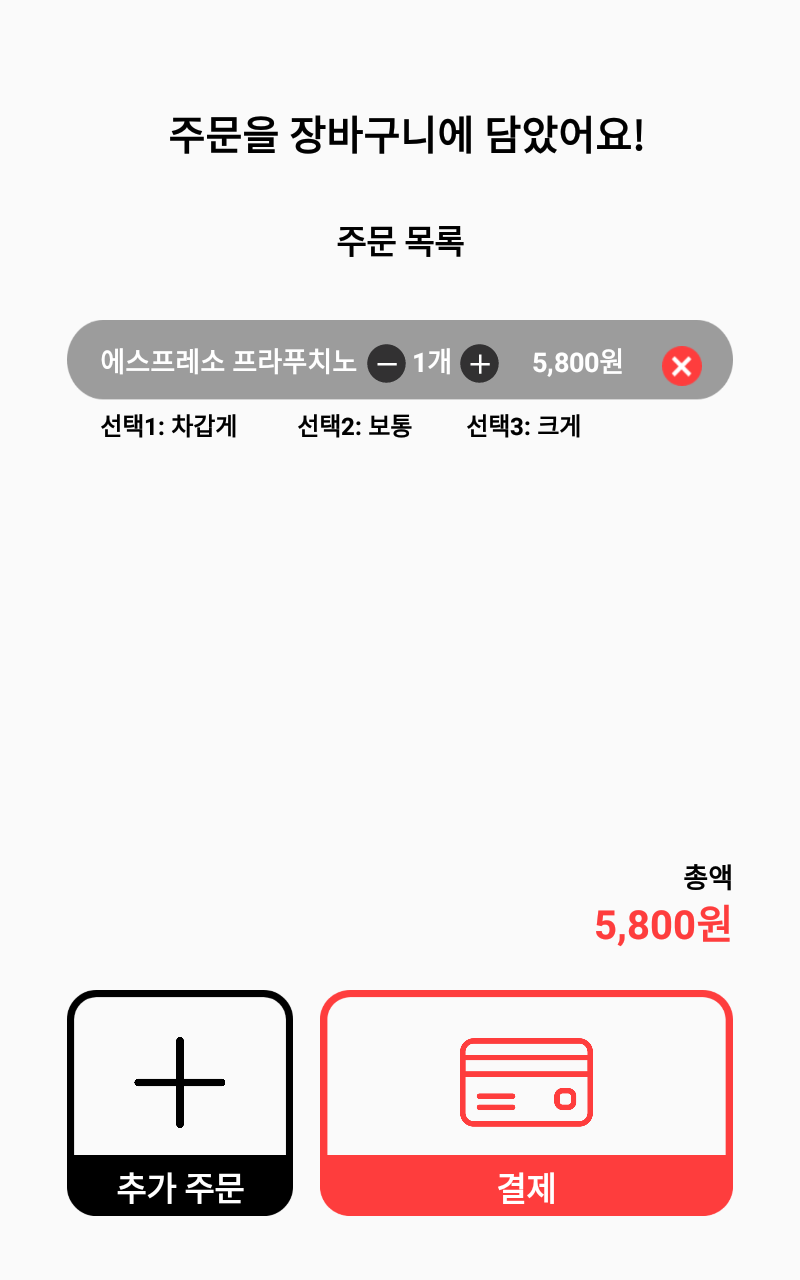 주문을 장바구니에 담았어요!
주문 목록
에스프레소 프라푸치노 1개 5,800원
선택1: 차갑게 선택2: 보통 선택3: 크게
총액
5,800원
추가 주문
결제